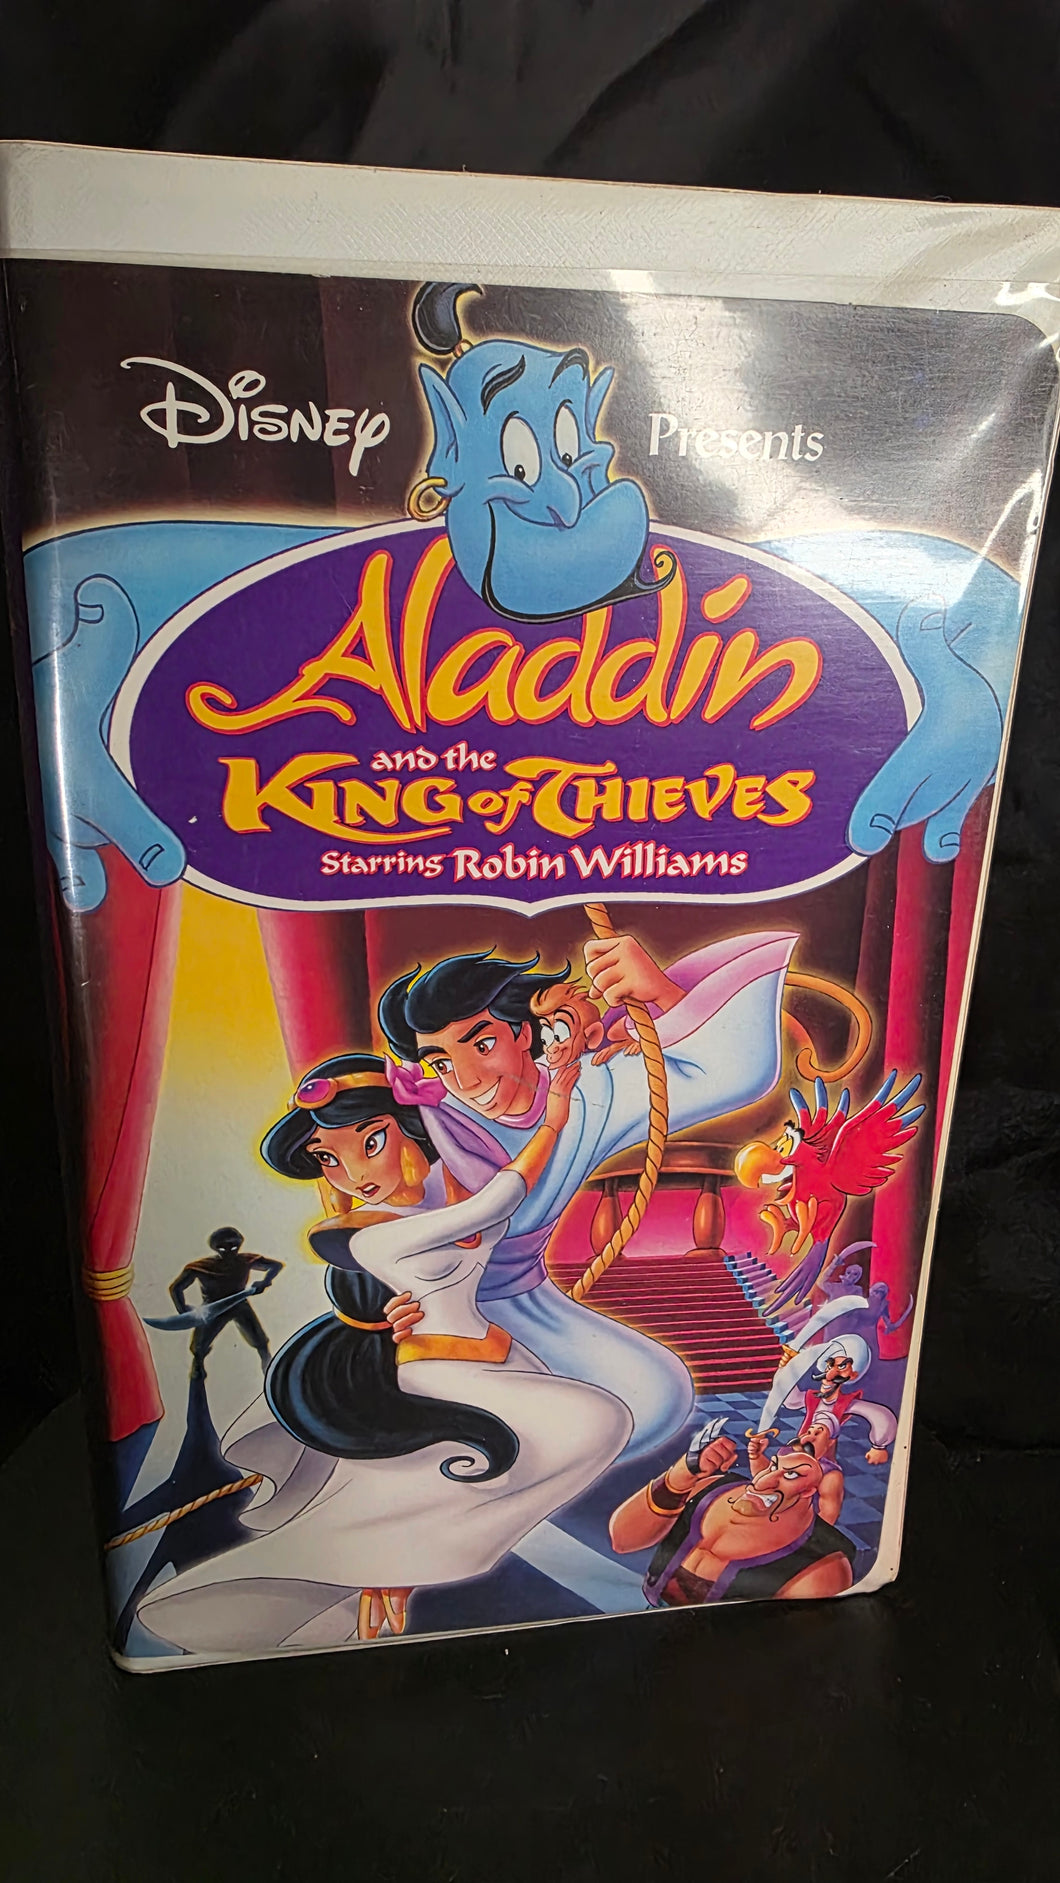 Disney Presents
Aladdin
and the
King of Thieves
Starring Robin Williams